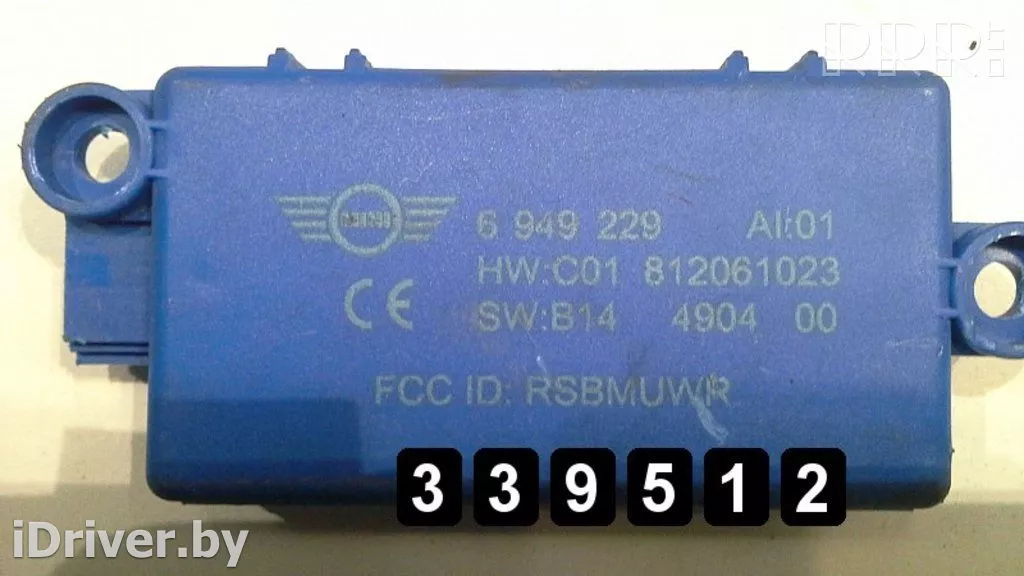 RRR
6 949 229 AI:01
HW:C01 812061023
CE
SW:B14 4904 00
FCC ID: RSBMUWR
339512
iDriver.by